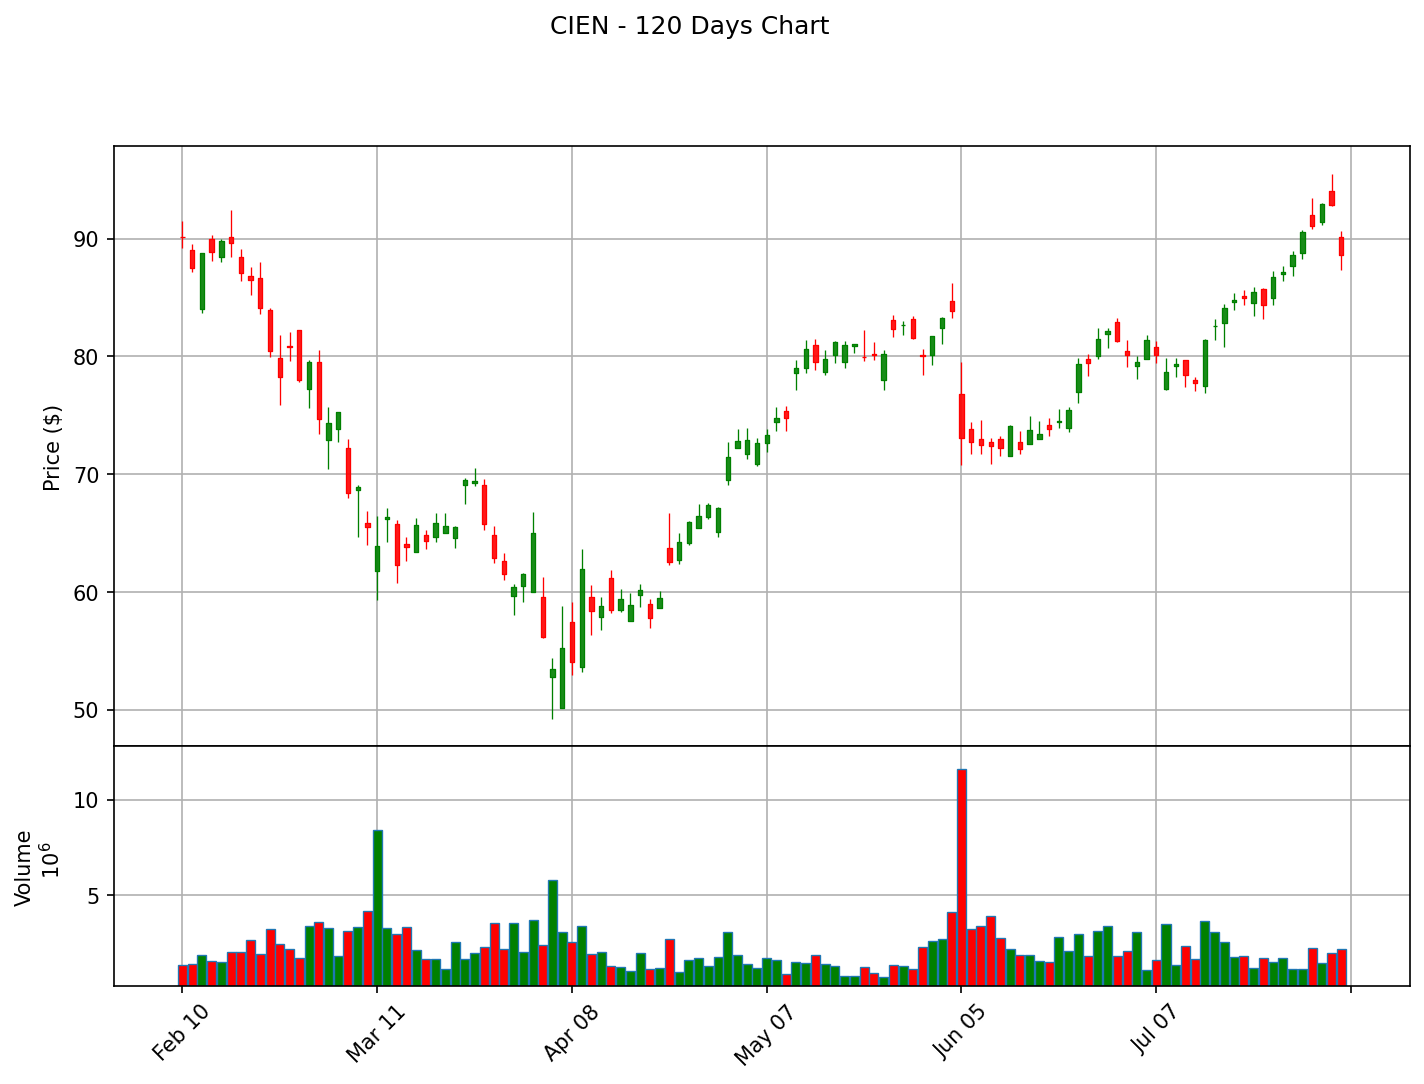 CIEN - 120 Days Chart
90
80
70
60
50
Price ($)
10
5
Volume
10⁶
Feb 10
Mar 11
Apr 08
May 07
Jun 05
Jul 07